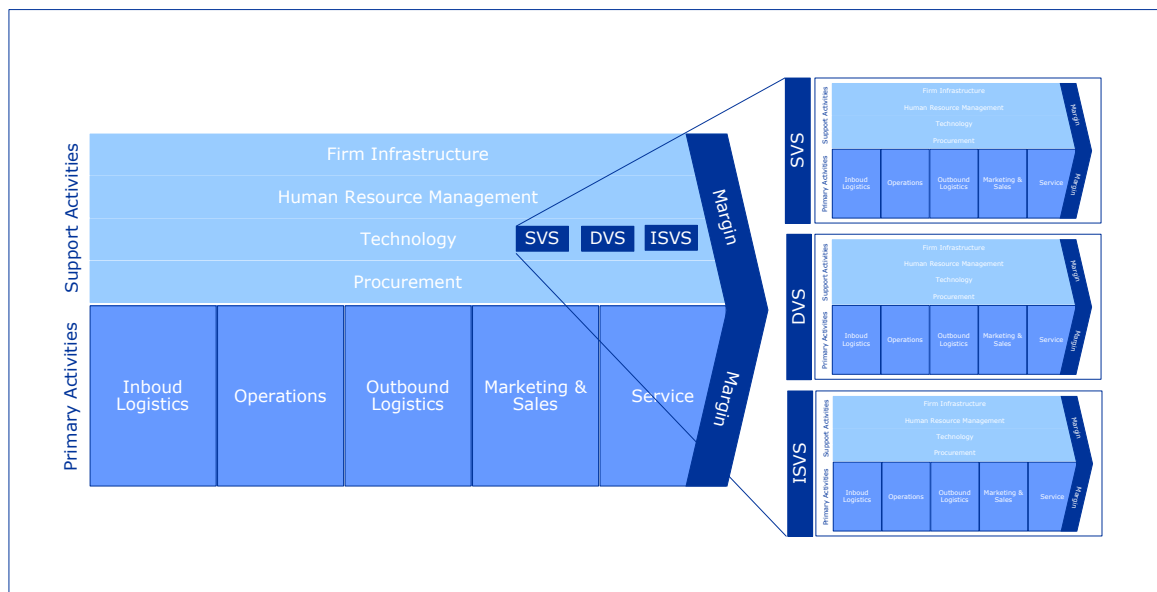 Support Activities
Firm Infrastructure
Human Resource Management
Technology
SVS
DVS
ISVS
Procurement
Margin
Primary Activities
Inboud
Logistics
Operations
Outbound
Logistics
Marketing &
Sales
Service
Margin
SVS
Support Activities
Firm Infrastructure
Human Resource Management
Technology
Procurement
Margin
Primary Activities
Inboud
Logistics
Operations
Outbound
Logistics
Marketing &
Sales
Service
Margin
DVS
Support Activities
Firm Infrastructure
Human Resource Management
Technology
Procurement
Margin
Primary Activities
Inboud
Logistics
Operations
Outbound
Logistics
Marketing &
Sales
Service
Margin
ISVS
Support Activities
Firm Infrastructure
Human Resource Management
Technology
Procurement
Margin
Primary Activities
Inboud
Logistics
Operations
Outbound
Logistics
Marketing &
Sales
Service
Margin